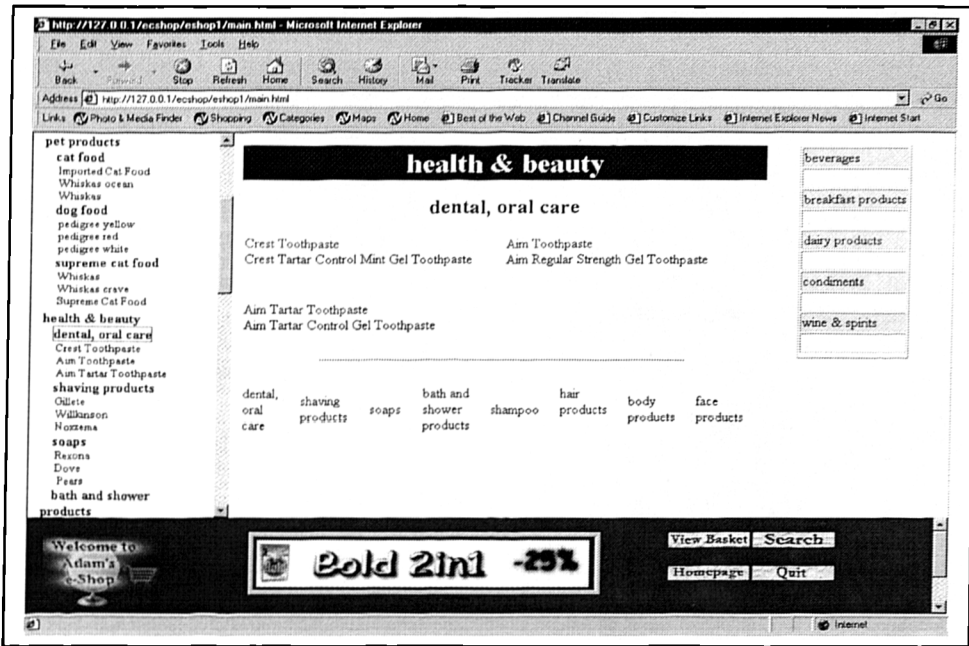 http://127.0.0.1/ecshop/eshop1/main.html - Microsoft Internet Explorer
File Edit View Favorites Tools Help
Back Forward Stop Refresh Home Search History Mail Print Tracker Translate
Address http://127.0.0.1/ecshop/eshop1/main.html Go
Links Photo & Media Finder Shopping Categories Maps Home Best of the Web Channel Guide Customize Links Internet Explorer News Internet Start
pet products
cat food
Imported Cat Food
Whiskas ocean
Whiskas
dog food
pedigree yellow
pedigree red
pedigree white
supreme cat food
Whiskas
Whiskas crave
Supreme Cat Food
health & beauty
dental, oral care
Crest Toothpaste
Aim Toothpaste
Aim Tartar Toothpaste
shaving products
Gillete
Willkinson
Noxzema
soaps
Rexona
Dove
Pears
bath and shower
products
health & beauty
dental, oral care
Crest Toothpaste
Crest Tartar Control Mint Gel Toothpaste
Aim Toothpaste
Aim Regular Strength Gel Toothpaste
Aim Tartar Toothpaste
Aim Tartar Control Gel Toothpaste
dental,
oral
care
shaving
products
soaps
bath and
shower
products
shampoo
hair
products
body
products
face
products
beverages
breakfast products
dairy products
condiments
wine & spirits
Welcome to
Adam's
e-Shop
Bold 2in1 -25%
View Basket Search
Homepage Quit
Internet